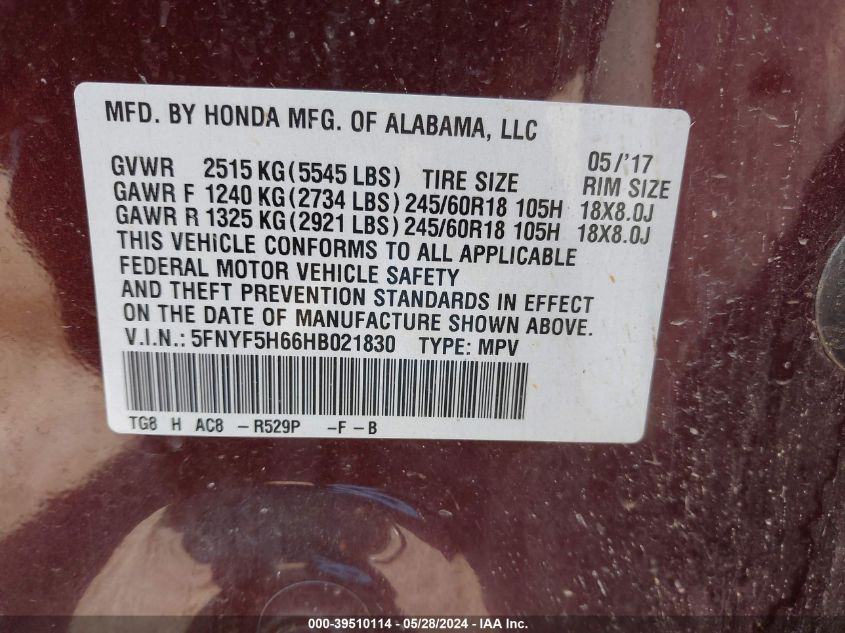 MFD. BY HONDA MFG. OF ALABAMA, LLC
05/'17
GVWR 2515 KG (5545 LBS) TIRE SIZE RIM SIZE
GAWR F 1240 KG (2734 LBS) 245/60R18 105H 18X8.0J
GAWR R 1325 KG (2921 LBS) 245/60R18 105H 18X8.0J
THIS VEHICLE CONFORMS TO ALL APPLICABLE
FEDERAL MOTOR VEHICLE SAFETY
AND THEFT PREVENTION STANDARDS IN EFFECT
ON THE DATE OF MANUFACTURE SHOWN ABOVE.
V.I.N.: 5FNYF5H66HB021830 TYPE: MPV
TG8 H AC8 - R529P -F - B
000-39510114 - 05/28/2024 - IAA Inc.